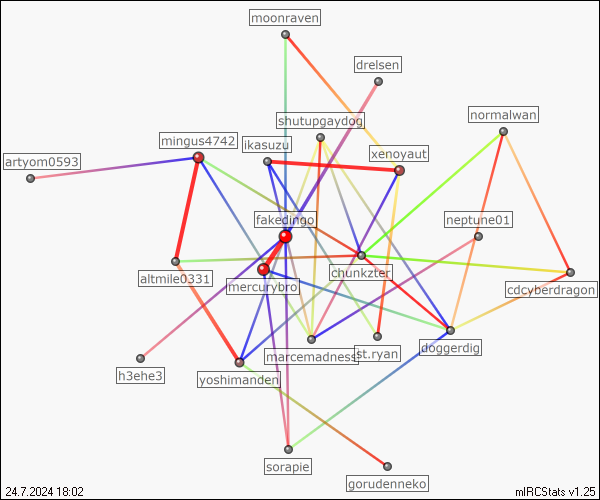 moonraven
drelsen
normalwan
shutupgaydog
mingus4742
ikasuzu
xenoyaut
artyom0593
fakedingo
neptune01
chunkzter
altmile0331
mercurybro
cdcyberdragon
marcemadness
st.ryan
doggerdig
h3ehe3
yoshimanden
sorapie
gorudenneko
24.7.2024 18:02
mIRCStats v1.25